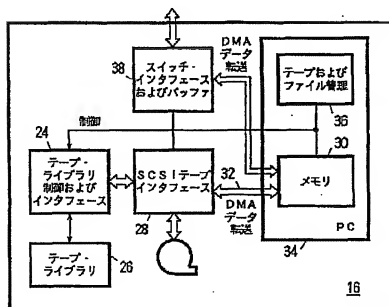 DMA
データ
転送
38
スイッチ・
インタフェース
およびバッファ
テープおよび
ファイル管理
36
制御
24
30
テープ・
ライブラリ
制御および
インタフェース
SCSIテープ
インタフェース
32
メモリ
28
DMA
データ
転送
PC
34
テープ・
ライブラリ
26
16